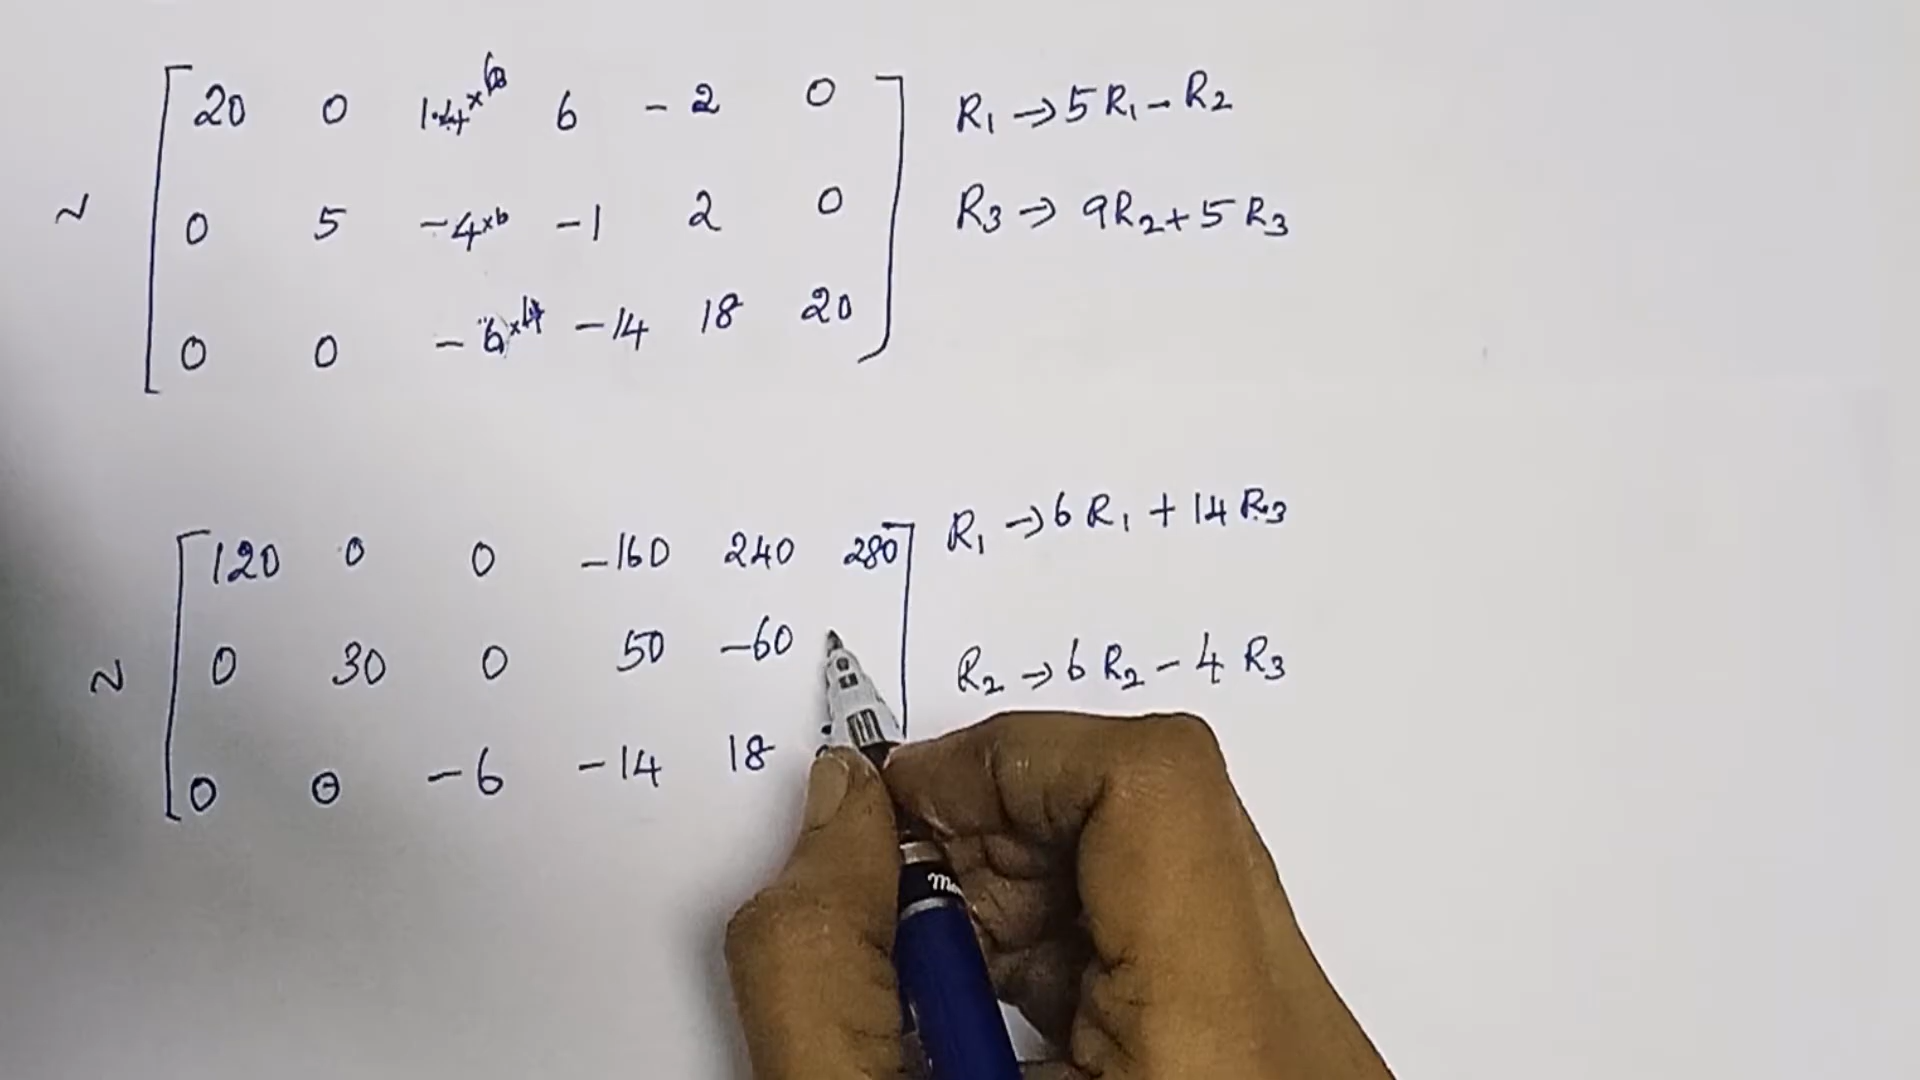 20 0 14×6 6 -2 0 R1 → 5R1 - R2
~ 0 5 -4×6 -1 2 0 R3 → 9R2 + 5R3
0 0 -6×14 -14 18 20
120 0 0 -160 240 280 R1 → 6R1 + 14R3
~ 0 30 0 50 -60 R2 → 6R2 - 4R3
0 0 -6 -14 18